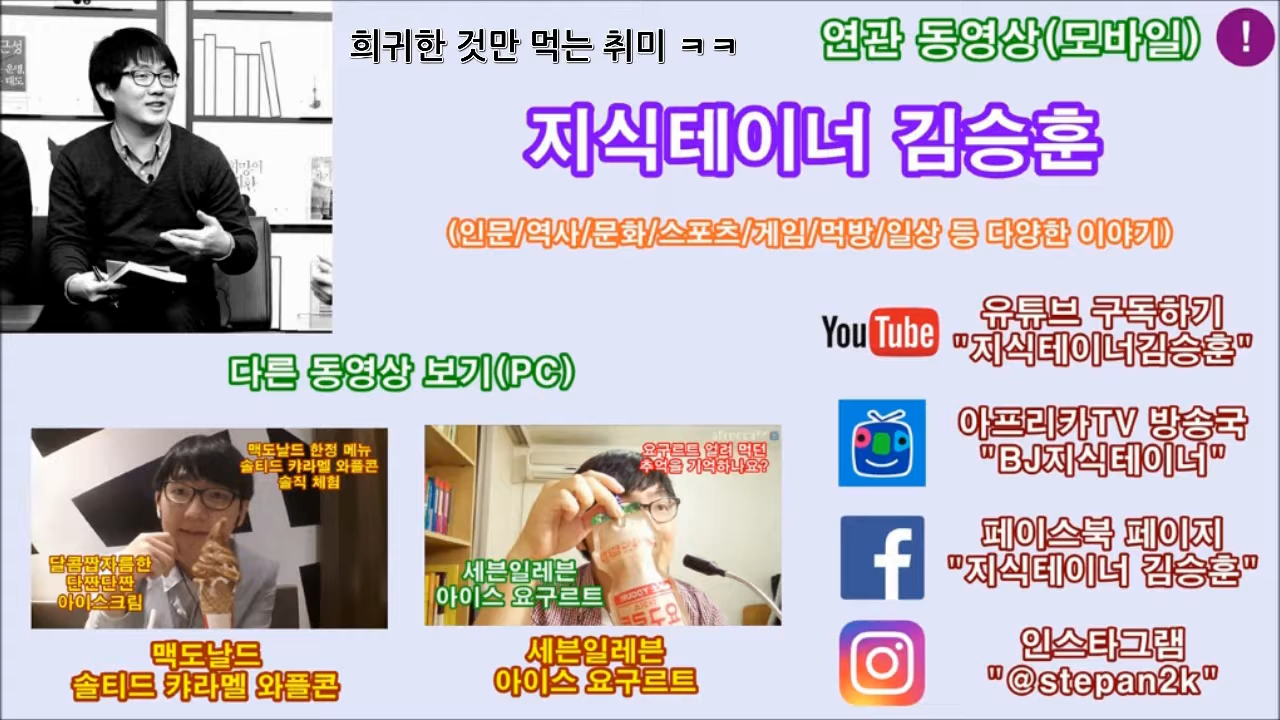 희귀한 것만 먹는 취미 ㅋㅋ
연관 동영상(모바일)
!
지식테이너 김승훈
(인문/역사/문화/스포츠/게임/먹방/일상 등 다양한 이야기)
근성
You Tube
유튜브 구독하기
"지식테이너김승훈"
다른 동영상 보기(PC)
아프리카TV 방송국
"BJ지식테이너"
맥도날드 한정 메뉴
솔티드 캬라멜 와플콘
솔직 체험
달콤짭자름한
단짠단짠
아이스크림
요구르트 얼려 먹던
추억을 기억하나요?
세븐일레븐
아이스 요구르트
페이스북 페이지
"지식테이너 김승훈"
맥도날드
솔티드 캬라멜 와플콘
세븐일레븐
아이스 요구르트
인스타그램
"@stepan2k"